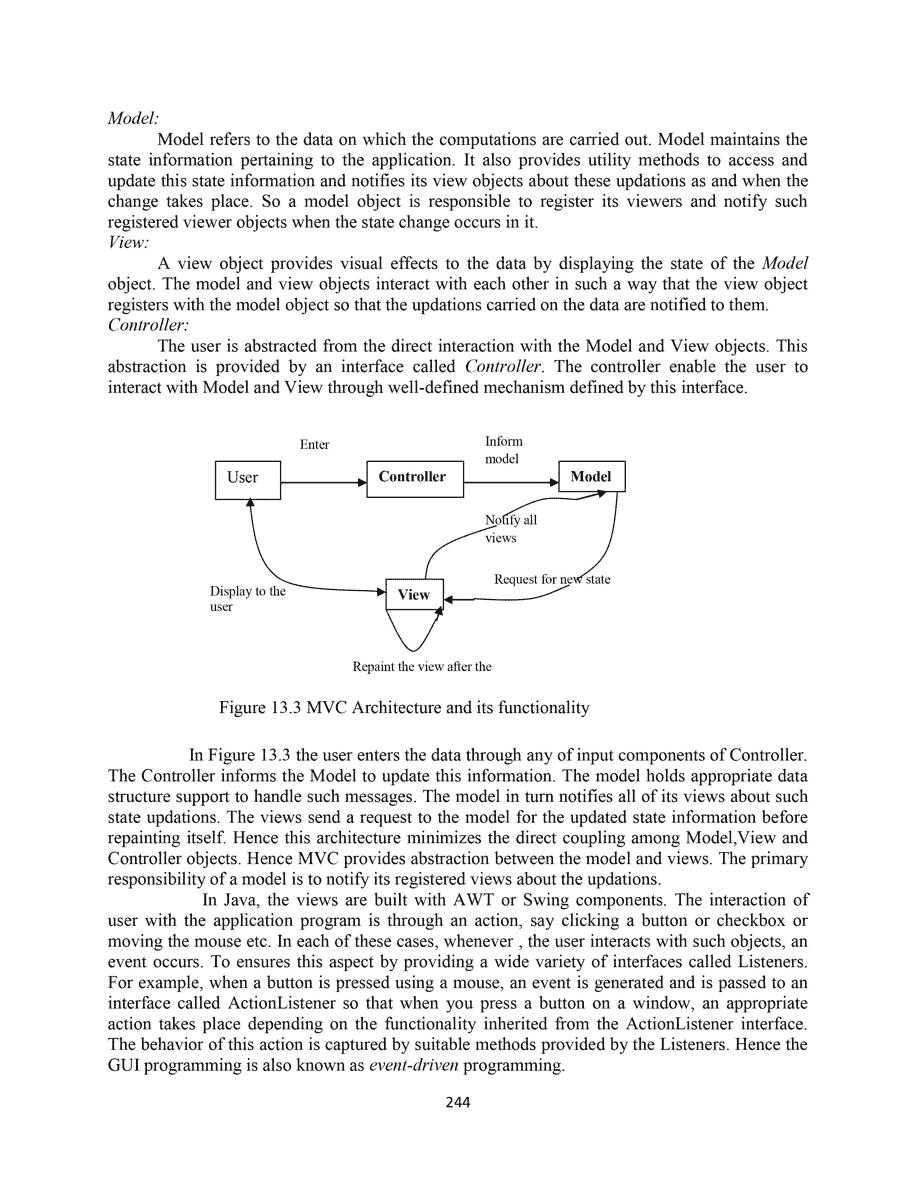 Model:
Model refers to the data on which the computations are carried out. Model maintains the
state information pertaining to the application. It also provides utility methods to access and
update this state information and notifies its view objects about these updations as and when the
change takes place. So a model object is responsible to register its viewers and notify such
registered viewer objects when the state change occurs in it.
View:
A view object provides visual effects to the data by displaying the state of the Model
object. The model and view objects interact with each other in such a way that the view object
registers with the model object so that the updations carried on the data are notified to them.
Controller:
The user is abstracted from the direct interaction with the Model and View objects. This
abstraction is provided by an interface called Controller. The controller enable the user to
interact with Model and View through well-defined mechanism defined by this interface.
Enter
Inform
model
User
Controller
Model
Notify all
views
Request for new state
Display to the
user
View
Repaint the view after the
Figure 13.3 MVC Architecture and its functionality
In Figure 13.3 the user enters the data through any of input components of Controller.
The Controller informs the Model to update this information. The model holds appropriate data
structure support to handle such messages. The model in turn notifies all of its views about such
state updations. The views send a request to the model for the updated state information before
repainting itself. Hence this architecture minimizes the direct coupling among Model,View and
Controller objects. Hence MVC provides abstraction between the model and views. The primary
responsibility of a model is to notify its registered views about the updations.
In Java, the views are built with AWT or Swing components. The interaction of
user with the application program is through an action, say clicking a button or checkbox or
moving the mouse etc. In each of these cases, whenever , the user interacts with such objects, an
event occurs. To ensures this aspect by providing a wide variety of interfaces called Listeners.
For example, when a button is pressed using a mouse, an event is generated and is passed to an
interface called ActionListener so that when you press a button on a window, an appropriate
action takes place depending on the functionality inherited from the ActionListener interface.
The behavior of this action is captured by suitable methods provided by the Listeners. Hence the
GUI programming is also known as event-driven programming.
244